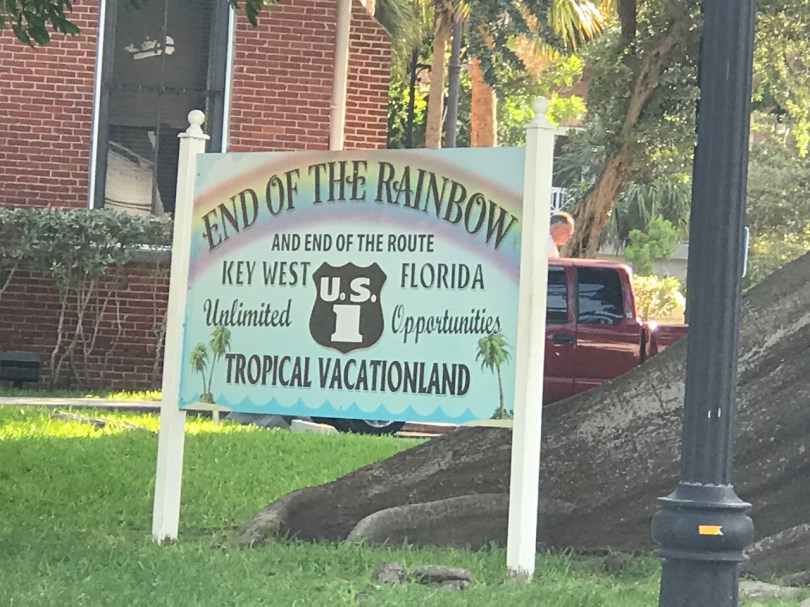 END OF THE RAINBOW
AND END OF THE ROUTE
KEY WEST FLORIDA
U.S.
1
Unlimited Opportunities
TROPICAL VACATIONLAND